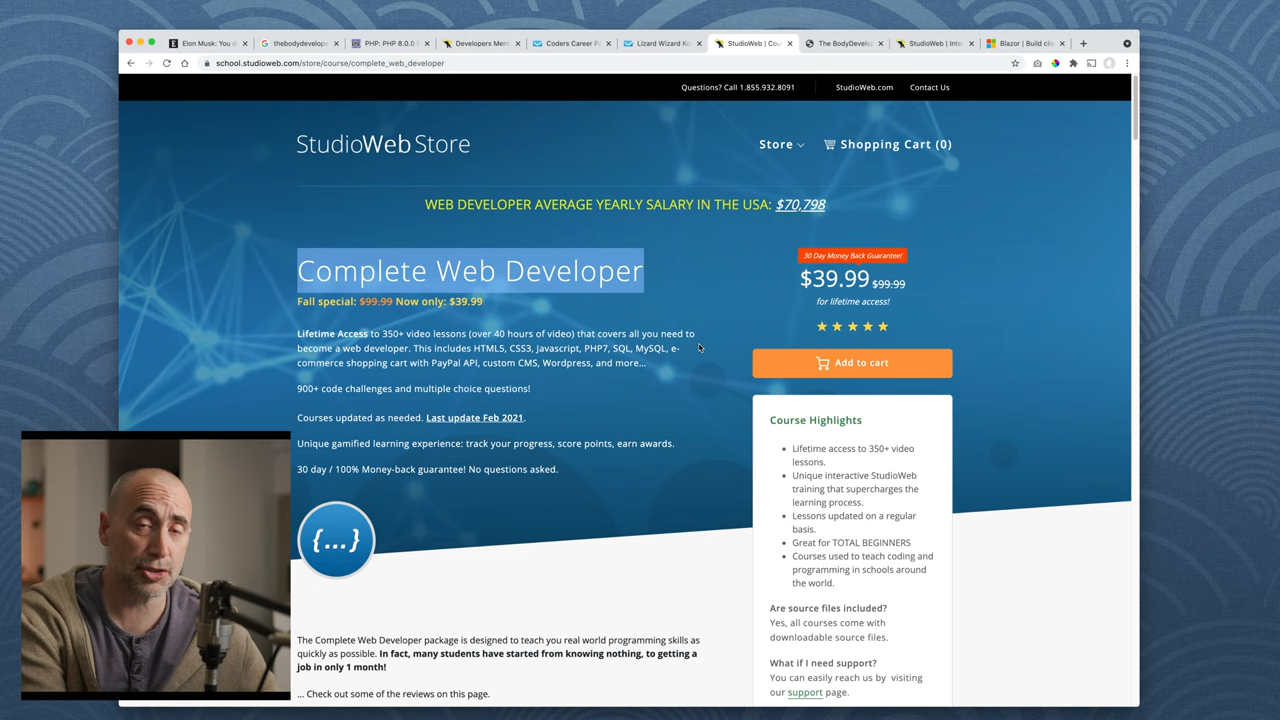 Elon Musk: You d
thebodydevelope
PHP: PHP 8.0.0
Developers Ment
Coders Career Pa
Lizard Wizard Ke
StudioWeb | Cou
The BodyDevelo
StudioWeb | Inte
Blazor | Build clie
school.studioweb.com/store/course/complete_web_developer
Questions? Call 1.855.932.8091
StudioWeb.com
Contact Us
StudioWeb Store
Store
Shopping Cart (0)
WEB DEVELOPER AVERAGE YEARLY SALARY IN THE USA: $70,798
Complete Web Developer
Fall special: $99.99 Now only: $39.99
Lifetime Access to 350+ video lessons (over 40 hours of video) that covers all you need to
become a web developer. This includes HTML5, CSS3, Javascript, PHP7, SQL, MySQL, e-
commerce shopping cart with PayPal API, custom CMS, Wordpress, and more...
900+ code challenges and multiple choice questions!
Courses updated as needed. Last update Feb 2021.
Unique gamified learning experience: track your progress, score points, earn awards.
30 day / 100% Money-back guarantee! No questions asked.
{...}
30 Day Money Back Guarantee!
$39.99 $99.99
for lifetime access!
Add to cart
Course Highlights
Lifetime access to 350+ video
lessons.
Unique interactive StudioWeb
training that supercharges the
learning process.
Lessons updated on a regular
basis.
Great for TOTAL BEGINNERS
Courses used to teach coding and
programming in schools around
the world.
Are source files included?
Yes, all courses come with
downloadable source files.
What if I need support?
You can easily reach us by visiting
our support page.
The Complete Web Developer package is designed to teach you real world programming skills as
quickly as possible. In fact, many students have started from knowing nothing, to getting a
job in only 1 month!
... Check out some of the reviews on this page.